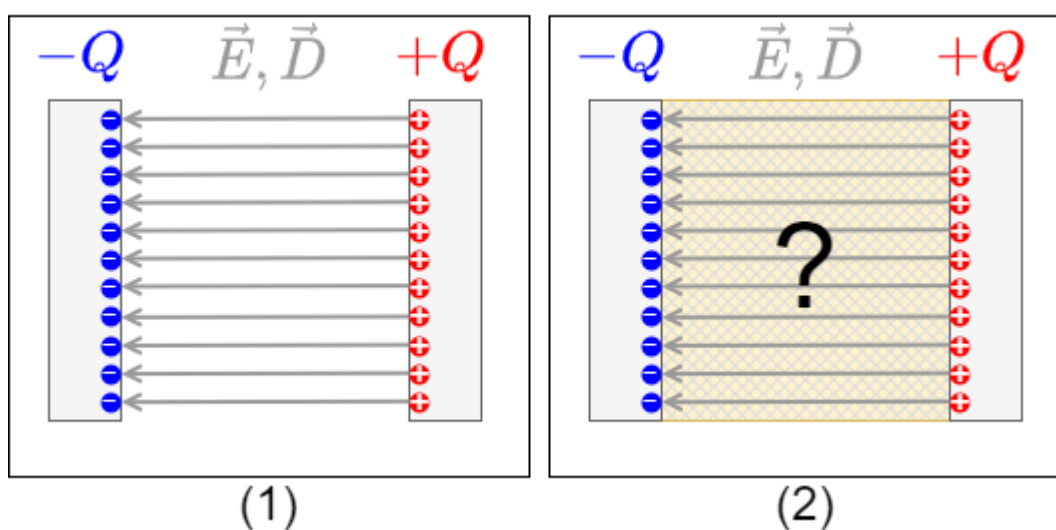 −Q E⃗, D⃗ +Q
−Q E⃗, D⃗ +Q
?
(1)
(2)